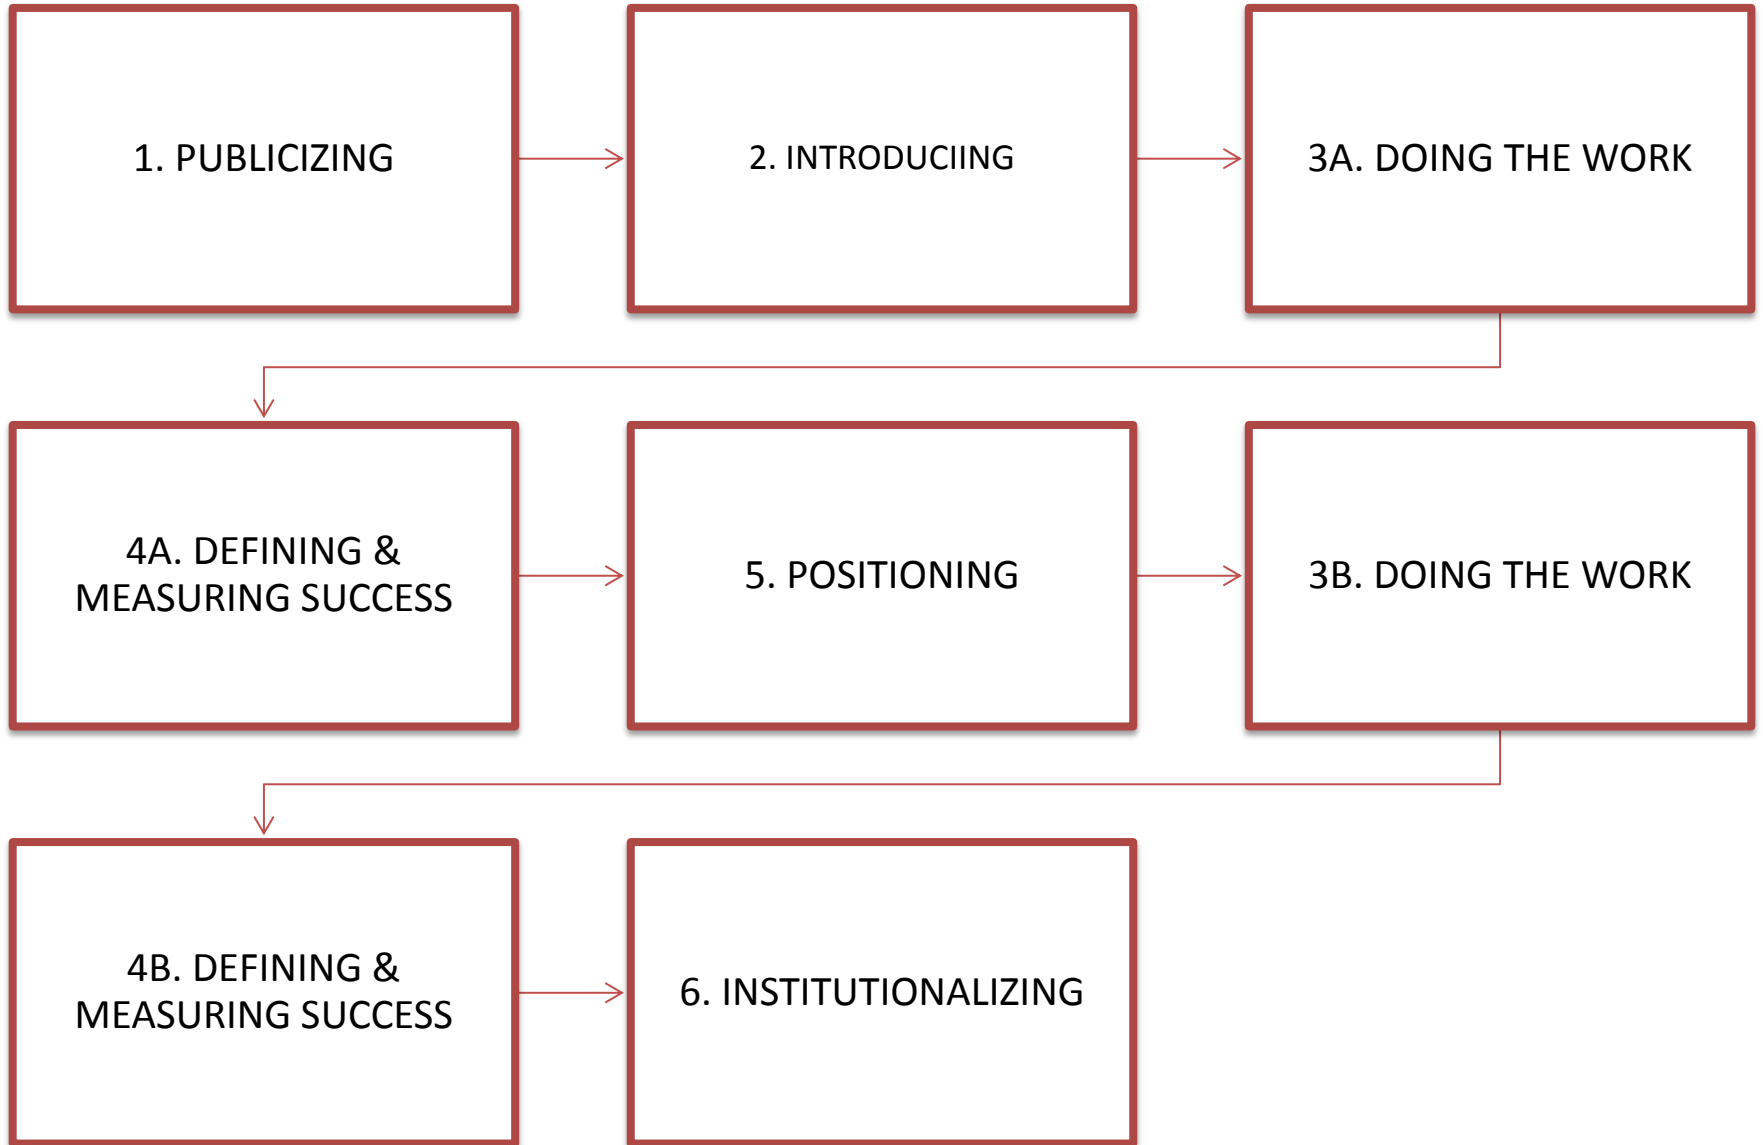 1. PUBLICIZING
2. INTRODUCIING
3A. DOING THE WORK
4A. DEFINING &
MEASURING SUCCESS
5. POSITIONING
3B. DOING THE WORK
4B. DEFINING &
MEASURING SUCCESS
6. INSTITUTIONALIZING